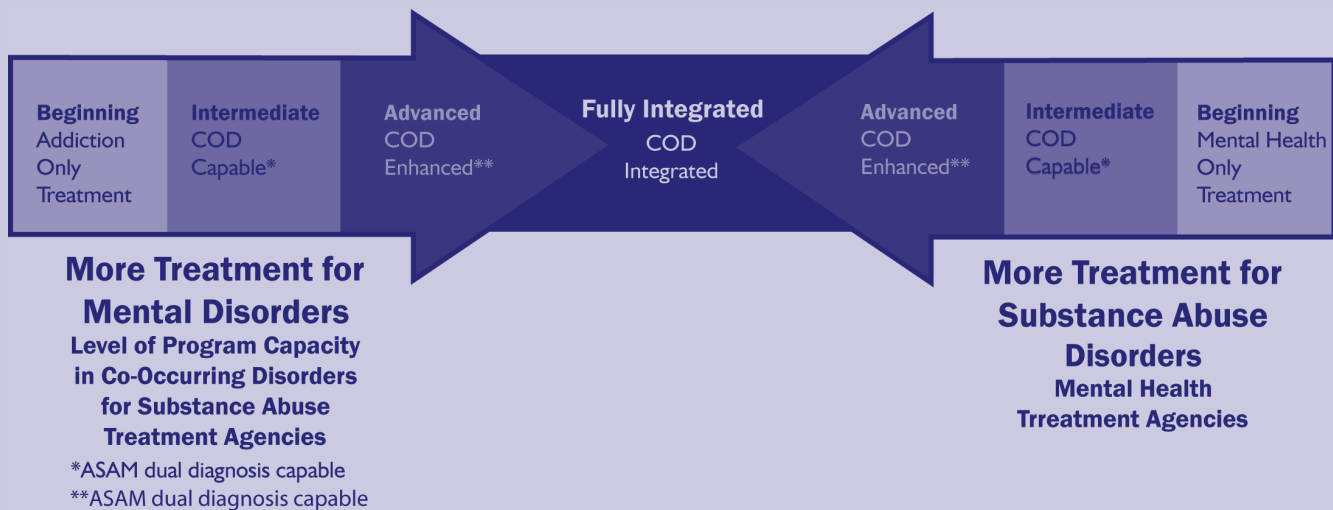 Beginning
Addiction
Only
Treatment
Intermediate
COD
Capable*
Advanced
COD
Enhanced**
Fully Integrated
COD
Integrated
Advanced
COD
Enhanced**
Intermediate
COD
Capable*
Beginning
Mental Health
Only
Treatment
More Treatment for
Mental Disorders
Level of Program Capacity
in Co-Occurring Disorders
for Substance Abuse
Treatment Agencies
*ASAM dual diagnosis capable
**ASAM dual diagnosis capable
More Treatment for
Substance Abuse
Disorders
Mental Health
Trreatment Agencies